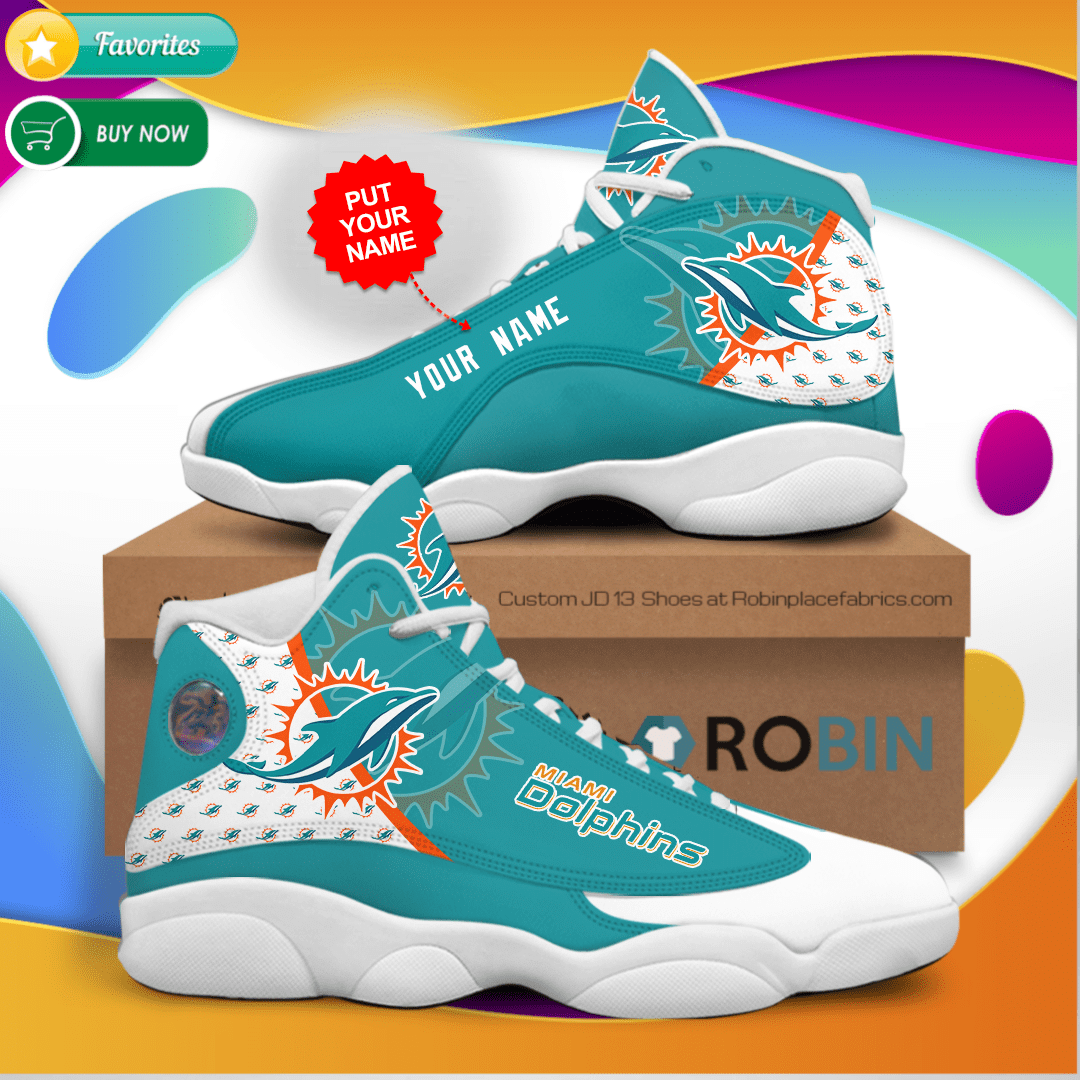 Favorites
BUY NOW
PUT
YOUR
NAME
YOUR NAME
Custom JD 13 Shoes at Robinplacefabrics.com
ROBIN
MIAMI
Dolphins